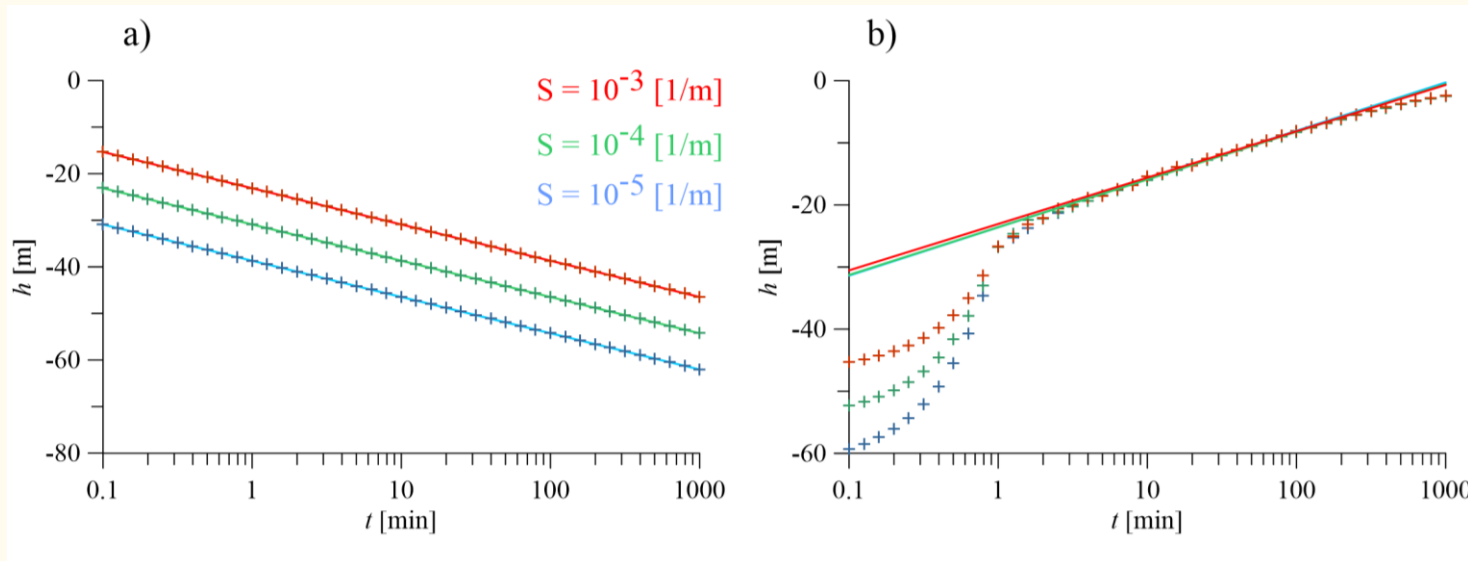 a)
S = 10⁻³ [1/m]
S = 10⁻⁴ [1/m]
S = 10⁻⁵ [1/m]
0
-20
-40
-60
-80
h [m]
0.1 1 10 100 1000
t [min]
b)
0
-20
-40
-60
h [m]
0.1 1 10 100 1000
t [min]